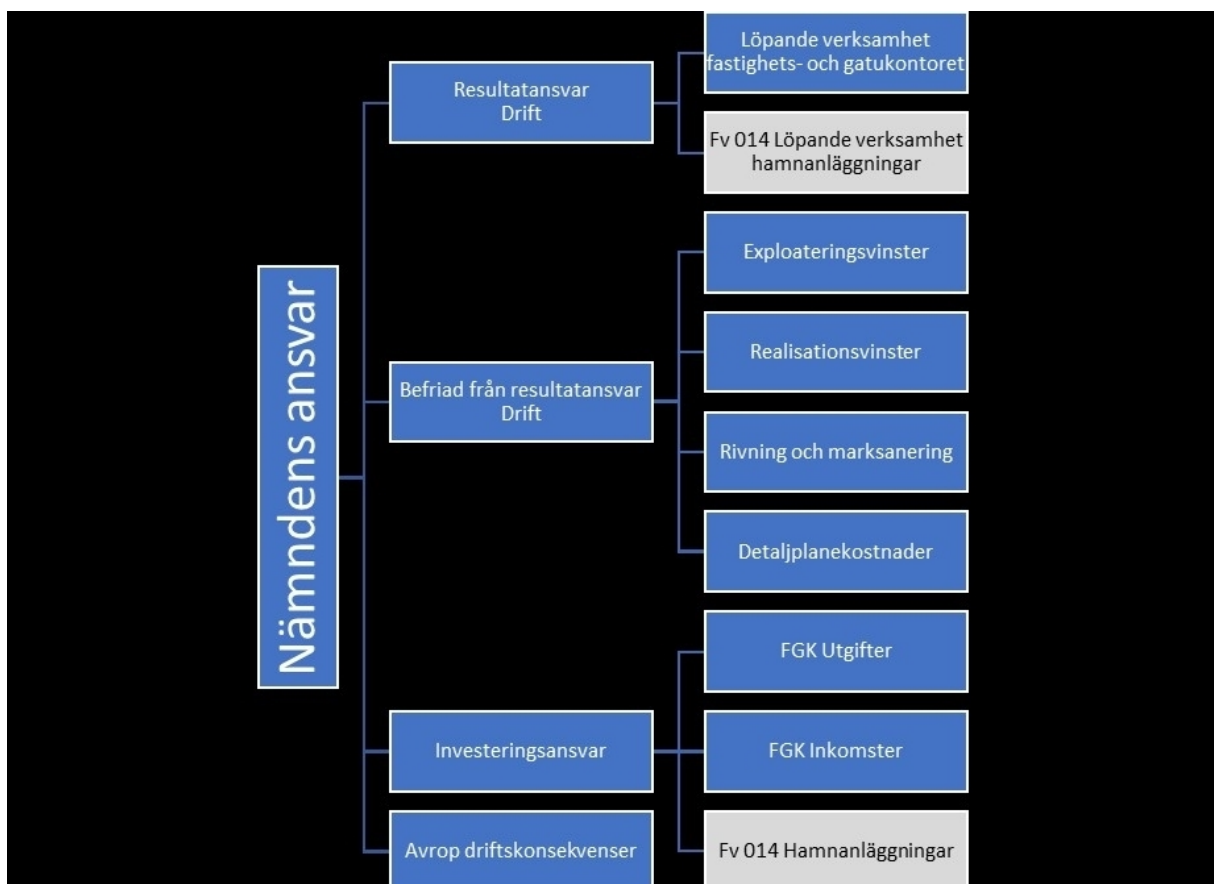 Nämndens ansvar
Resultatansvar
Drift
Löpande verksamhet
fastighets- och gatukontoret
Fv 014 Löpande verksamhet
hamnanläggningar
Befriad från resultatansvar
Drift
Exploateringsvinster
Realisationsvinster
Rivning och marksanering
Detaljplanekostnader
Investeringsansvar
FGK Utgifter
FGK Inkomster
Fv 014 Hamnanläggningar
Avrop driftskonsekvenser